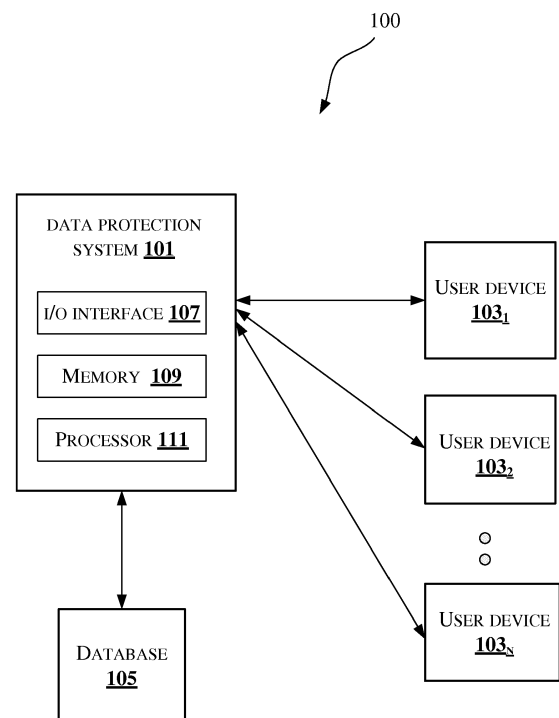 100
DATA PROTECTION
SYSTEM 101
I/O INTERFACE 107
MEMORY 109
PROCESSOR 111
USER DEVICE
103₁
USER DEVICE
103₂
USER DEVICE
103ₙ
DATABASE
105